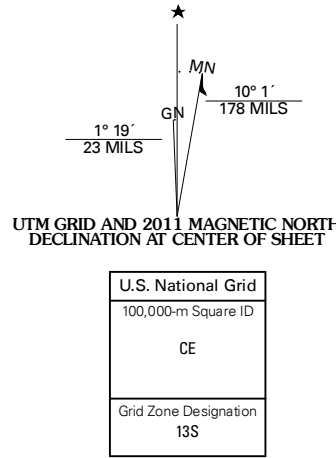 ★
MN
GN
10° 1´
178 MILS
1° 19´
23 MILS
UTM GRID AND 2011 MAGNETIC NORTH
DECLINATION AT CENTER OF SHEET
U.S. National Grid
100,000-m Square ID
CE
Grid Zone Designation
13S